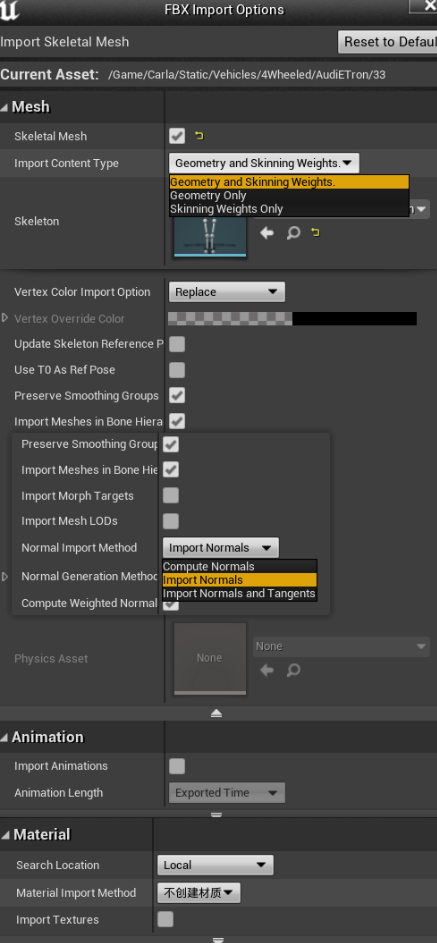 FBX Import Options
Import Skeletal Mesh
Reset to Defaul
Current Asset: /Game/Carla/Static/Vehicles/4Wheeled/AudiETron/33
Mesh
Skeletal Mesh
Import Content Type Geometry and Skinning Weights.
Geometry and Skinning Weights.
Geometry Only
Skinning Weights Only
Skeleton
Vertex Color Import Option Replace
Vertex Override Color
Update Skeleton Reference P
Use T0 As Ref Pose
Preserve Smoothing Groups
Import Meshes in Bone Hiera
Preserve Smoothing Group
Import Meshes in Bone Hie
Import Morph Targets
Import Mesh LODs
Normal Import Method Import Normals
Compute Normals
Import Normals
Normal Generation Method
Import Normals and Tangents
Compute Weighted Normal
Physics Asset None
None
Animation
Import Animations
Animation Length Exported Time
Material
Search Location Local
Material Import Method 不创建材质
Import Textures